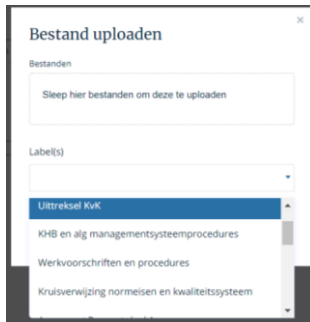 ×
Bestand uploaden
Bestanden
Sleep hier bestanden om deze te uploaden
Label(s)
Uittreksel KvK
KHB en alg managementsysteemprocedures
Werkvoorschriften en procedures
Kruisverwijzing normeisen en kwaliteitssysteem